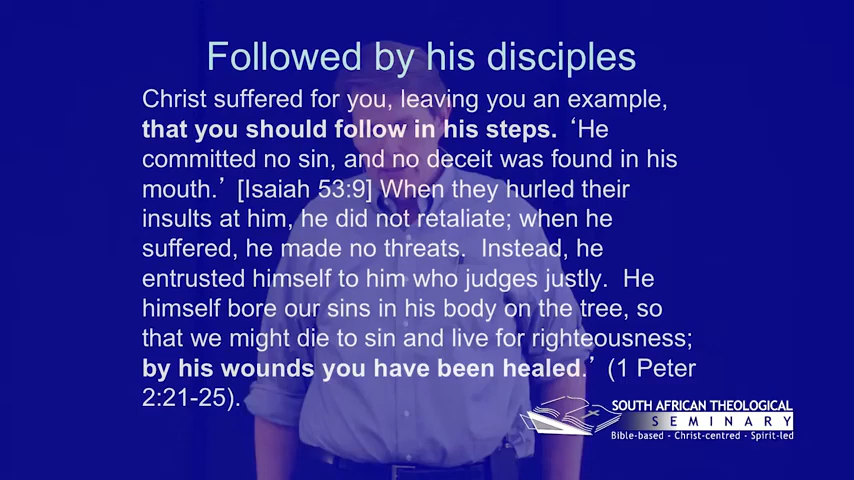 Followed by his disciples
Christ suffered for you, leaving you an example,
that you should follow in his steps. ‘He
committed no sin, and no deceit was found in his
mouth.’ [Isaiah 53:9] When they hurled their
insults at him, he did not retaliate; when he
suffered, he made no threats. Instead, he
entrusted himself to him who judges justly. He
himself bore our sins in his body on the tree, so
that we might die to sin and live for righteousness;
by his wounds you have been healed.’ (1 Peter
2:21-25).
SOUTH AFRICAN THEOLOGICAL
SEMINARY
Bible-based - Christ-centred - Spirit-led